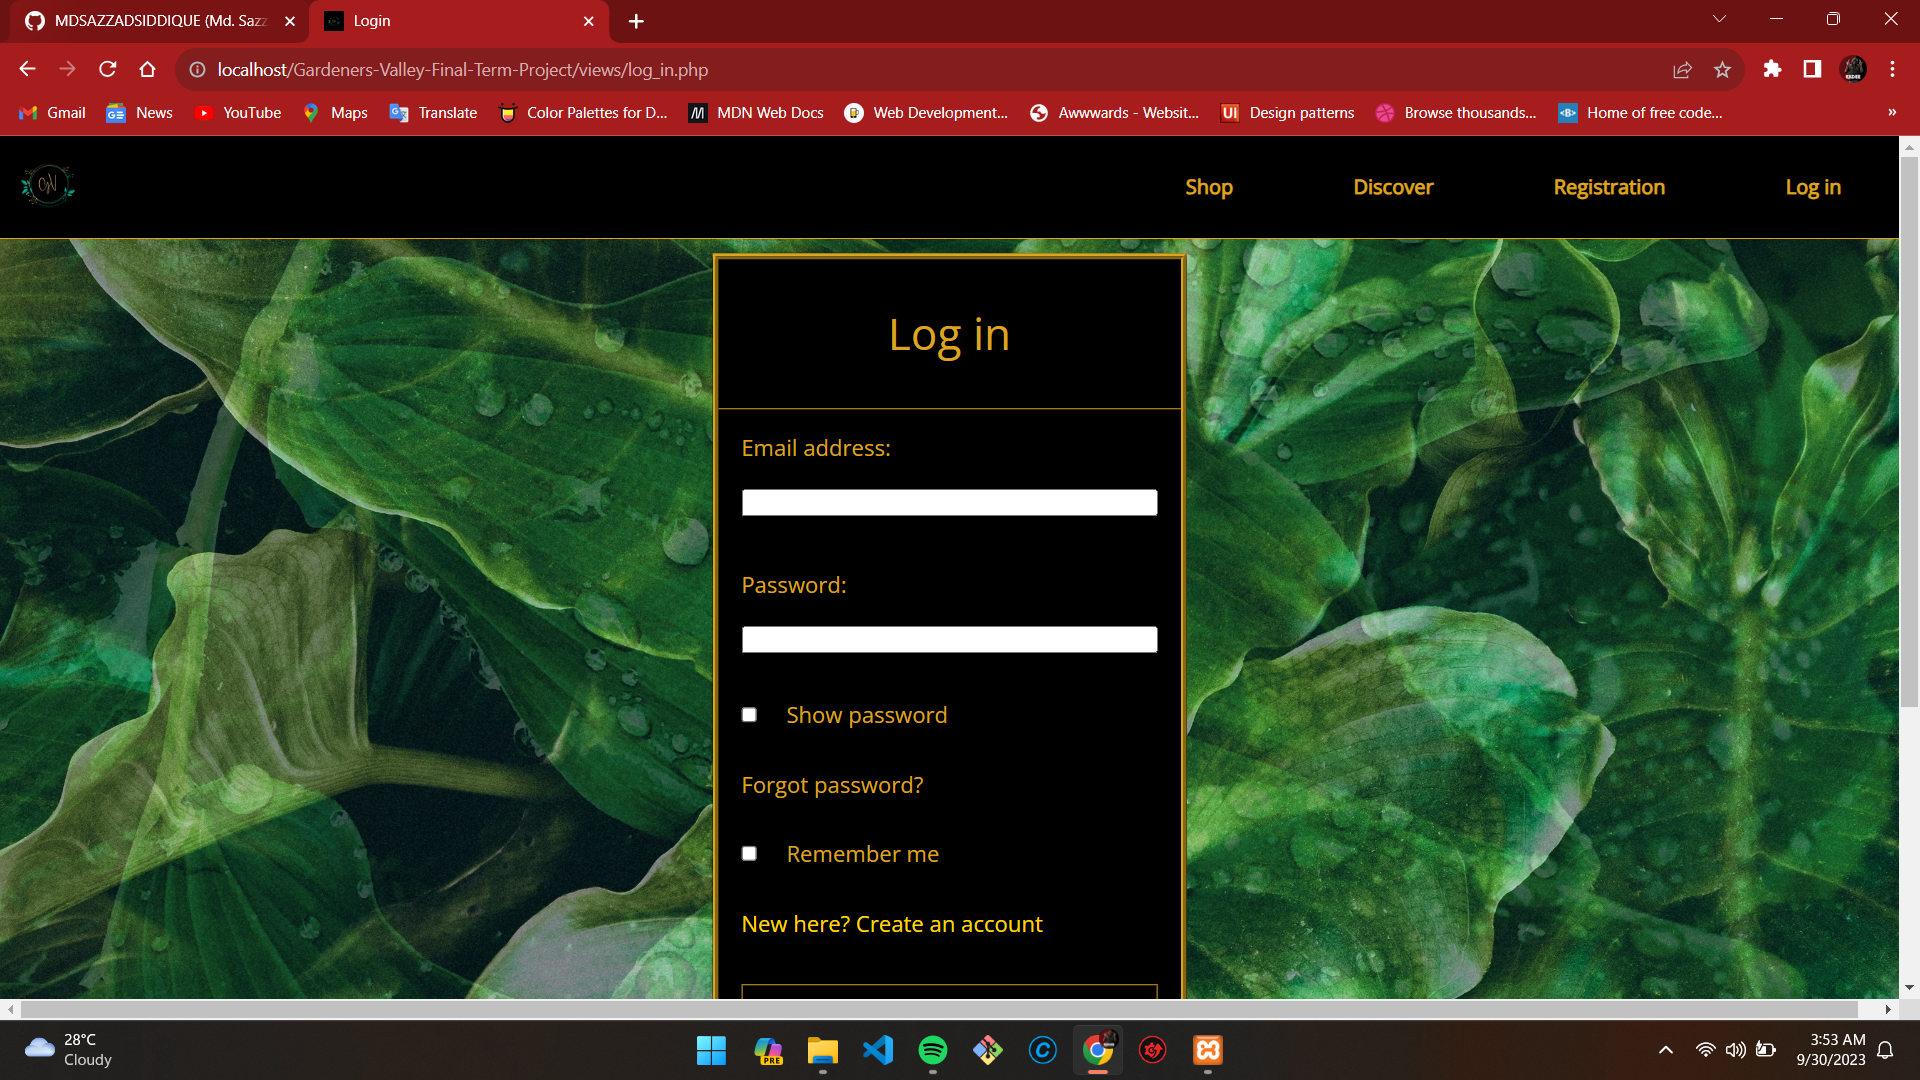 MDSAZZADSIDDIQUE (Md. Sazz
Login
localhost/Gardeners-Valley-Final-Term-Project/views/log_in.php
Gmail News YouTube Maps Translate Color Palettes for D... MDN Web Docs Web Development... Awwwards - Websit... UI Design patterns Browse thousands... Home of free code... »
Shop Discover Registration Log in
Log in
Email address:
Password:
Show password
Forgot password?
Remember me
New here? Create an account
28°C
Cloudy
PRE
3:53 AM
9/30/2023